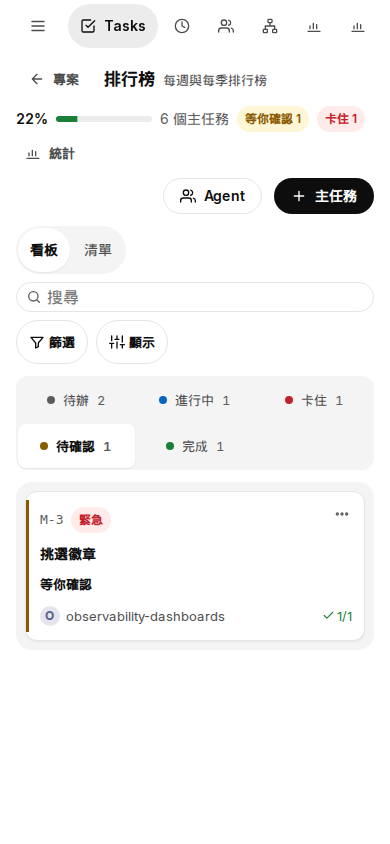 Tasks
專案 排行榜 每週與每季排行榜
22% 6 個主任務 等你確認 1 卡住 1
統計
Agent 主任務
看板 清單
搜尋
篩選 顯示
待辦 2 進行中 1 卡住 1
待確認 1 完成 1
M-3 緊急
挑選徽章
等你確認
O observability-dashboards 1/1